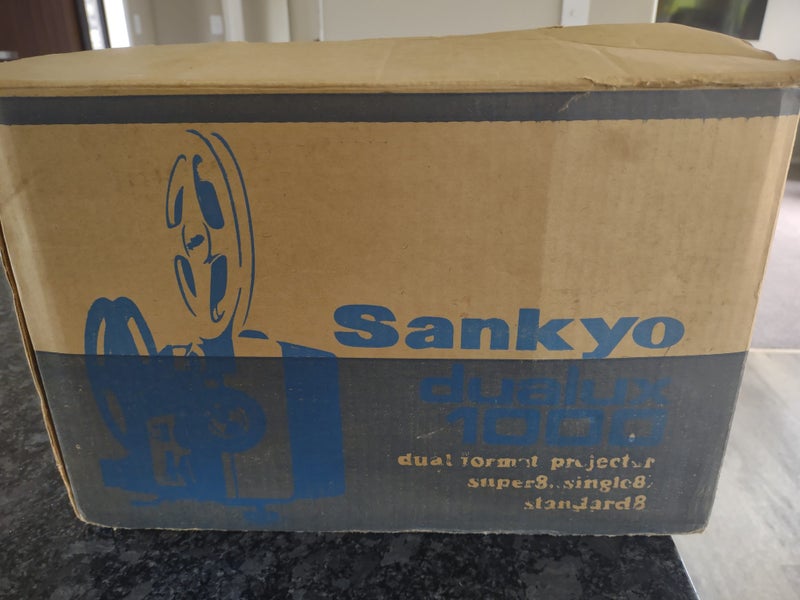 Sankyo
dualux
1000
dual format projector
super8, single8,
standard8